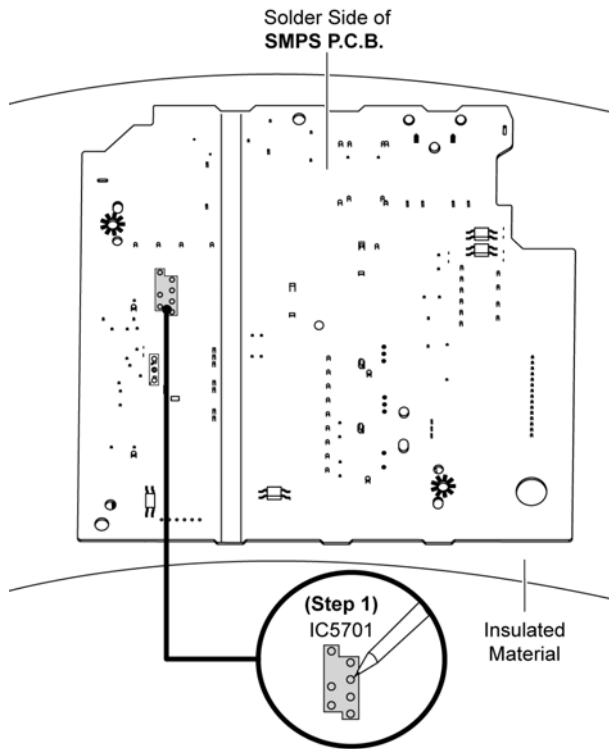 Solder Side of
SMPS P.C.B.
(Step 1)
IC5701
Insulated
Material